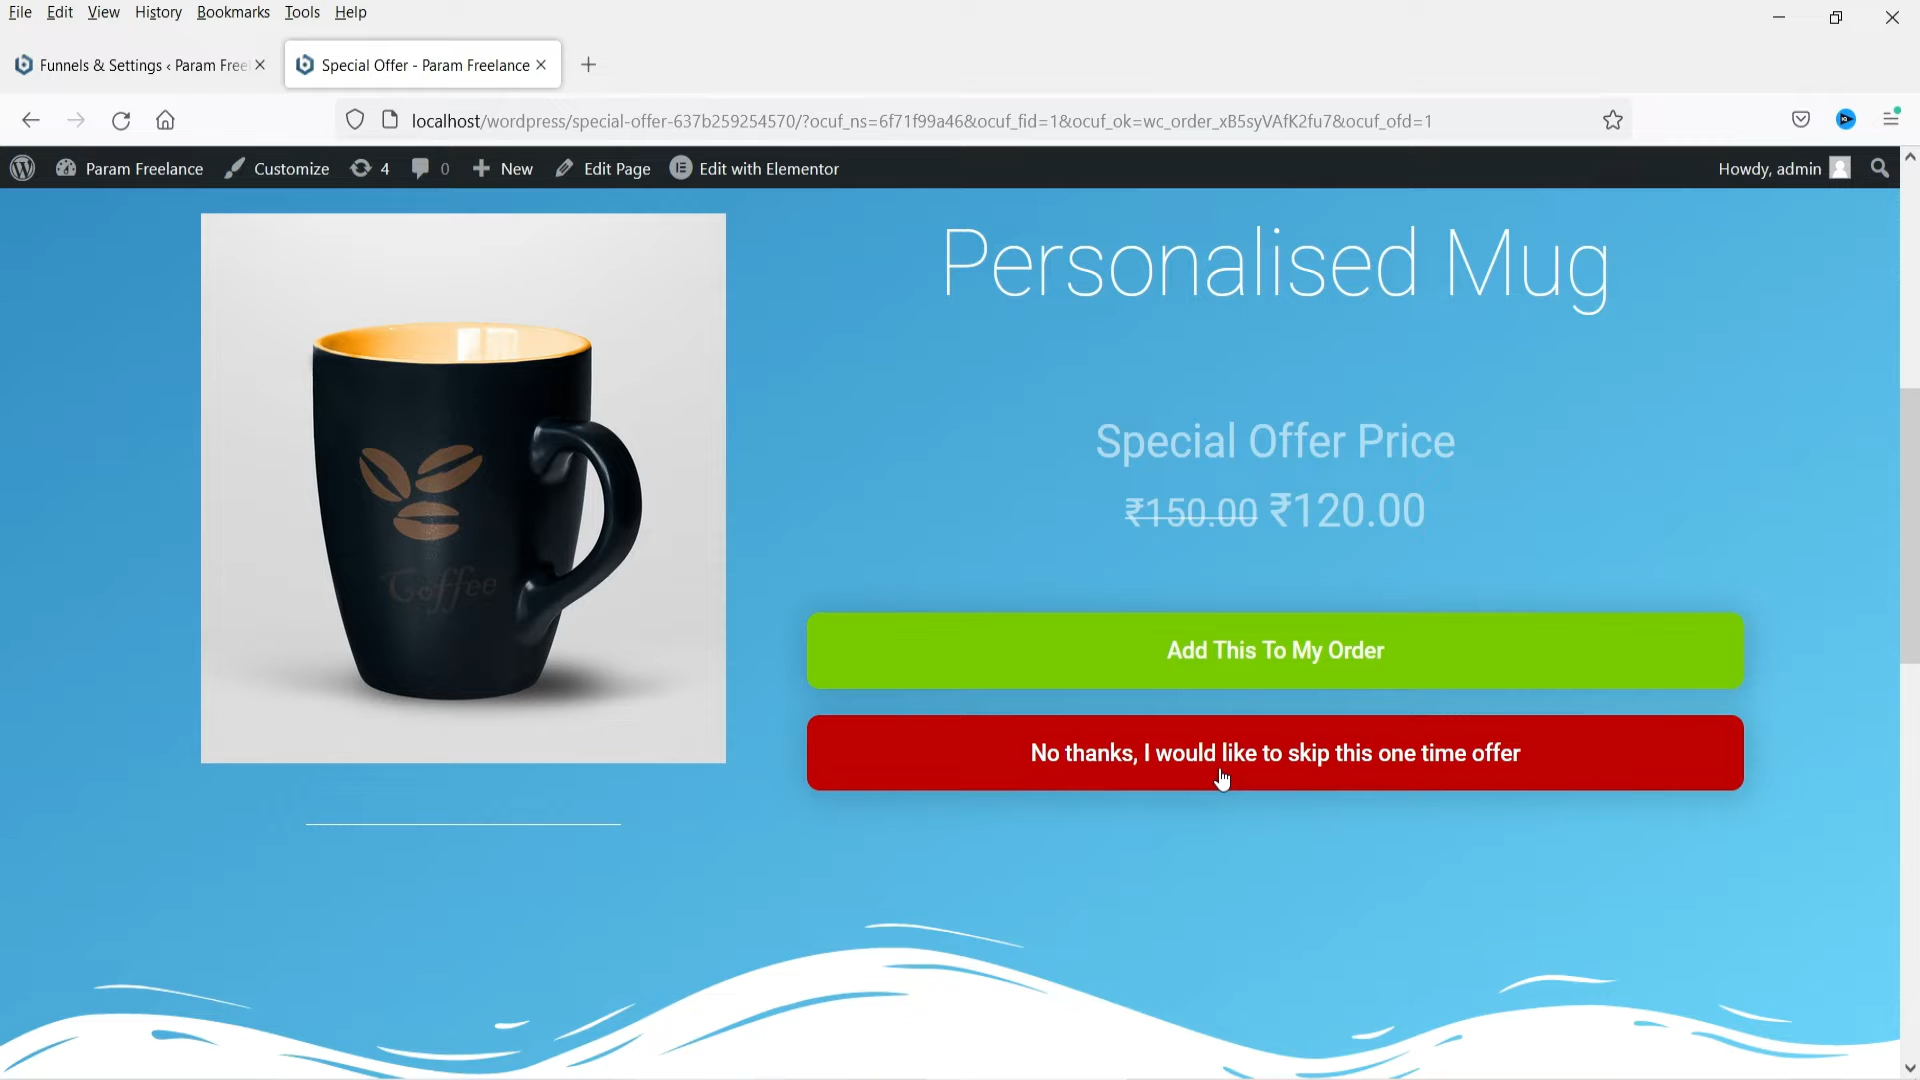 File Edit View History Bookmarks Tools Help
Funnels & Settings ‹ Param Free
Special Offer - Param Freelance
localhost/wordpress/special-offer-637b259254570/?ocuf_ns=6f71f99a46&ocuf_fid=1&ocuf_ok=wc_order_xB5syVAfK2fu7&ocuf_ofd=1
Param Freelance Customize 4 0 New Edit Page Edit with Elementor Howdy, admin
Personalised Mug
Special Offer Price
₹150.00 ₹120.00
Coffee
Add This To My Order
No thanks, I would like to skip this one time offer